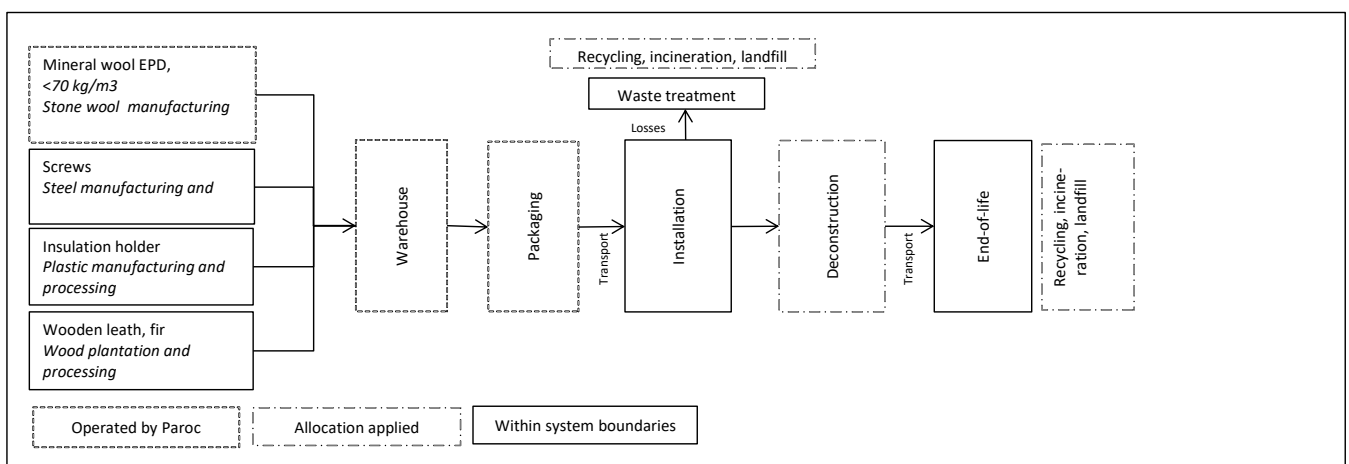 Mineral wool EPD,
<70 kg/m3
Stone wool  manufacturing
Screws
Steel manufacturing and
Insulation holder
Plastic manufacturing and
processing
Wooden leath, fir
Wood plantation and
processing
Warehouse
Packaging
Transport
Recycling, incineration, landfill
Waste treatment
Losses
Installation
Deconstruction
Transport
End-of-life
Recycling, incine-
ration, landfill
Operated by Paroc
Allocation applied
Within system boundaries